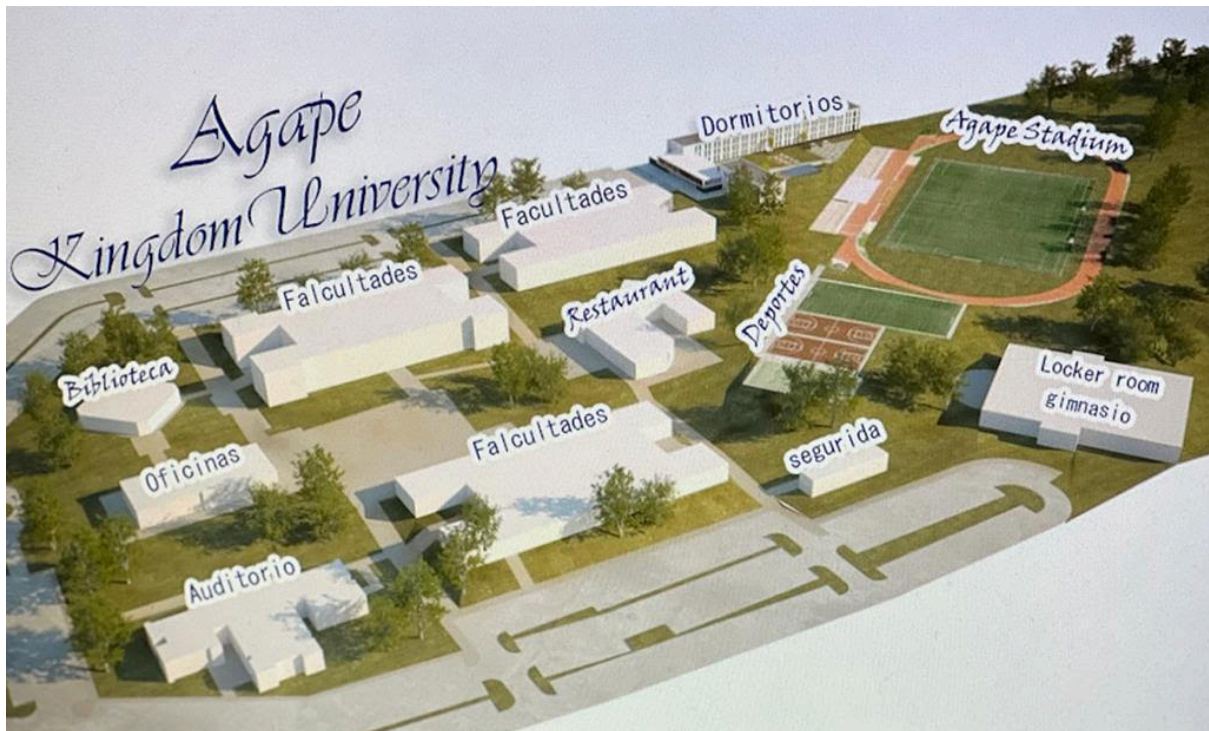 Agape
Kingdom University
Dormitorios
Agape Stadium
Facultades
Falcultades
Restaurant
Deportes
Biblioteca
Locker room
gimnasio
Falcultades
segurida
Oficinas
Auditorio